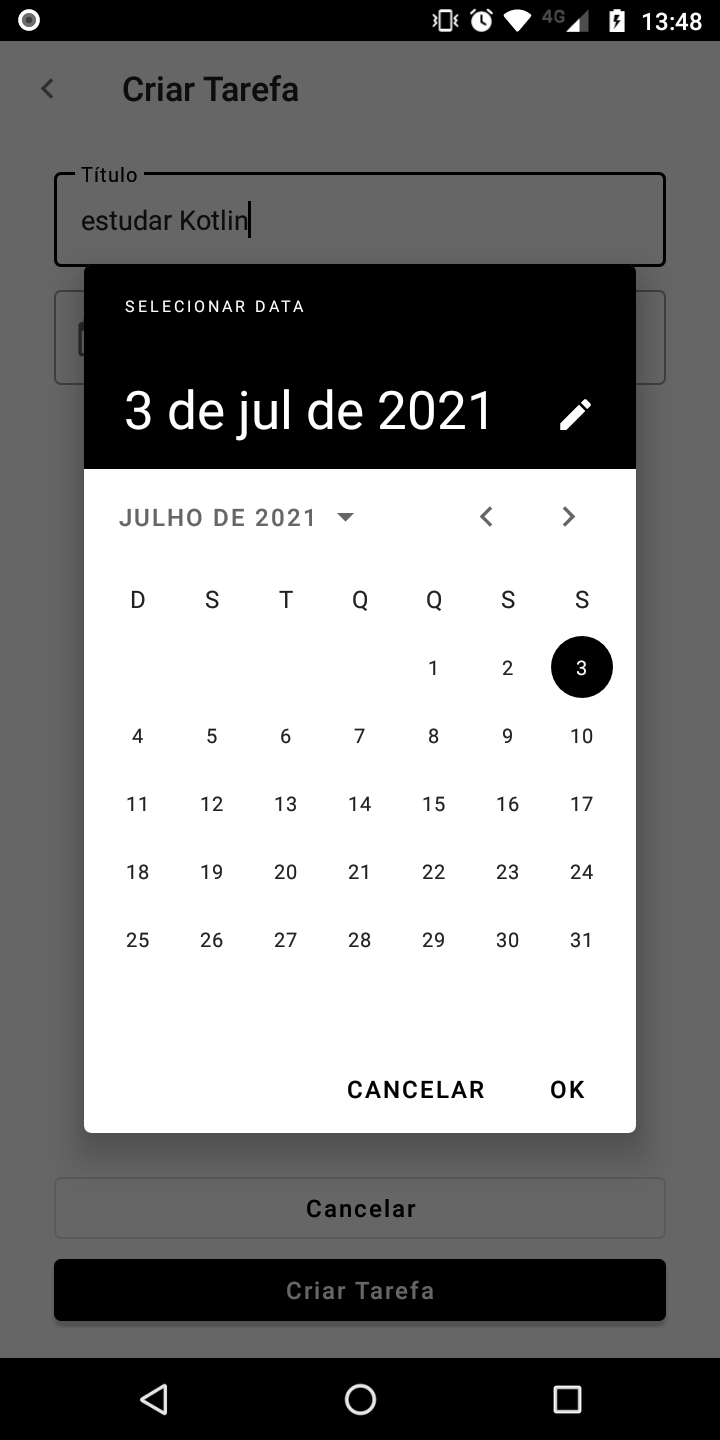 4G 13:48
Criar Tarefa
Título
estudar Kotlin
SELECIONAR DATA
3 de jul de 2021
JULHO DE 2021
D S T Q Q S S
1 2 3
4 5 6 7 8 9 10
11 12 13 14 15 16 17
18 19 20 21 22 23 24
25 26 27 28 29 30 31
CANCELAR OK
Cancelar
Criar Tarefa